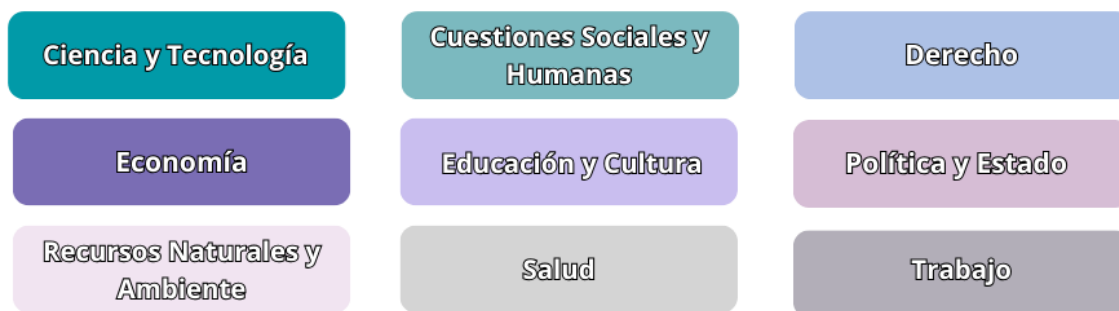 Ciencia y Tecnología
Cuestiones Sociales y
Humanas
Derecho
Economía
Educación y Cultura
Política y Estado
Recursos Naturales y
Ambiente
Salud
Trabajo